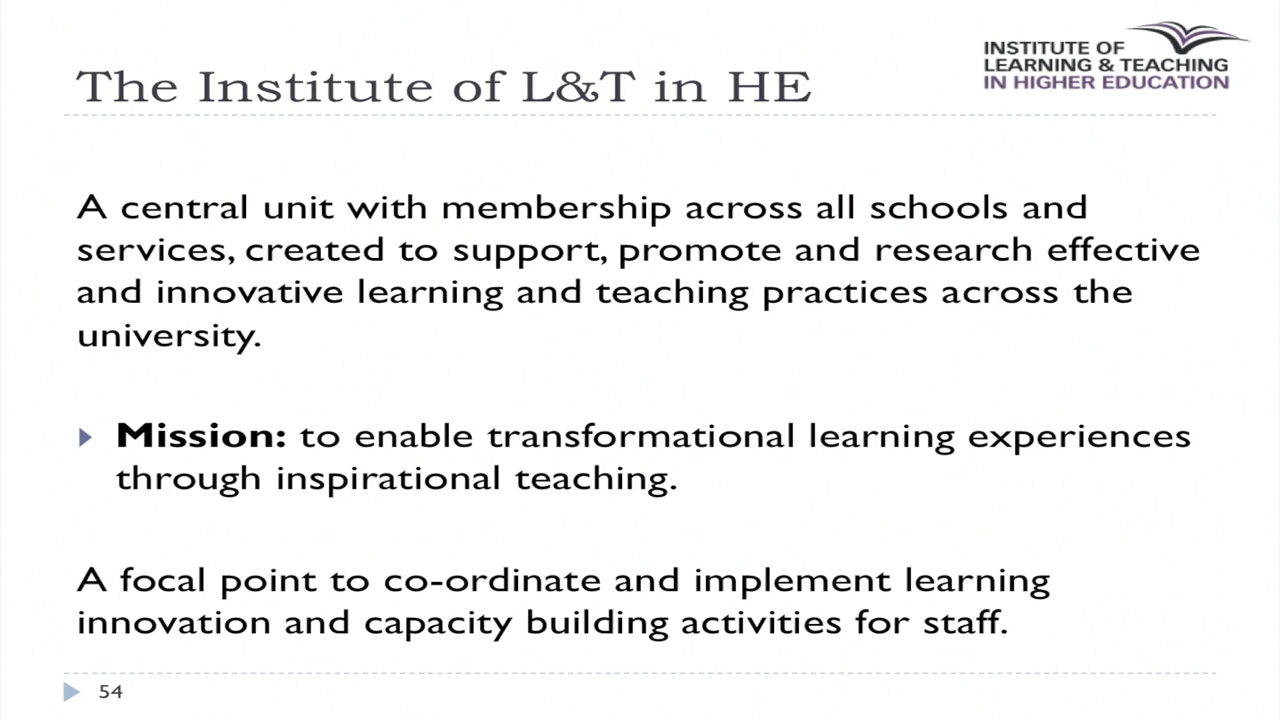 INSTITUTE OF
LEARNING & TEACHING
IN HIGHER EDUCATION
The Institute of L&T in HE
A central unit with membership across all schools and
services, created to support, promote and research effective
and innovative learning and teaching practices across the
university.
Mission: to enable transformational learning experiences
through inspirational teaching.
A focal point to co-ordinate and implement learning
innovation and capacity building activities for staff.
54